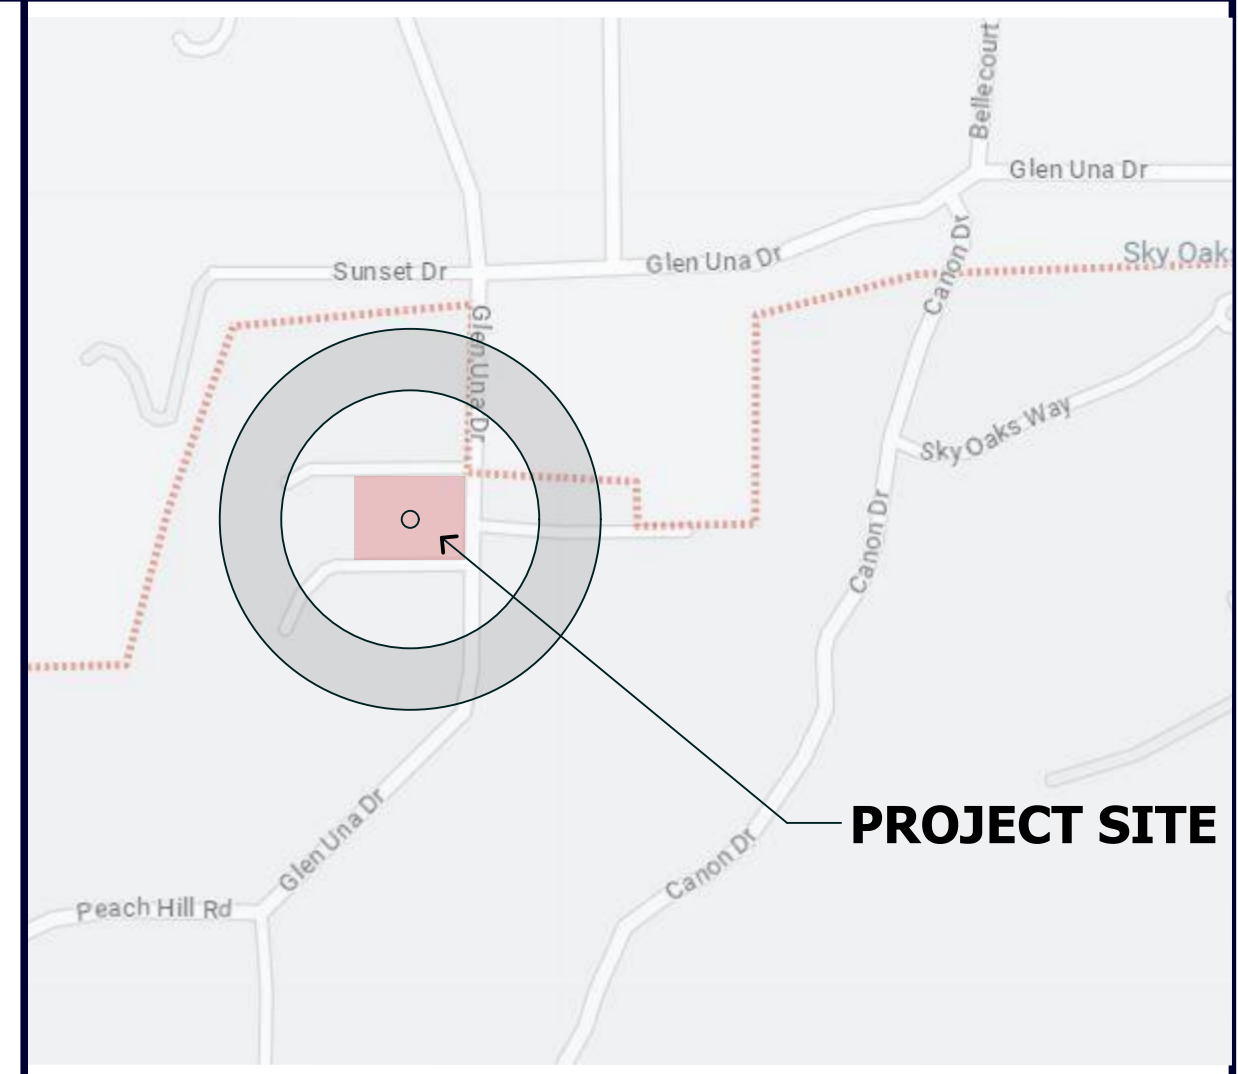 Bellecourt
Glen Una Dr
Sky Oaks
Canon Dr
Glen Una Dr
Sunset Dr
Glen Una Dr
Sky Oaks Way
Canon Dr
PROJECT SITE
Glen Una Dr
Canon Dr
Peach Hill Rd